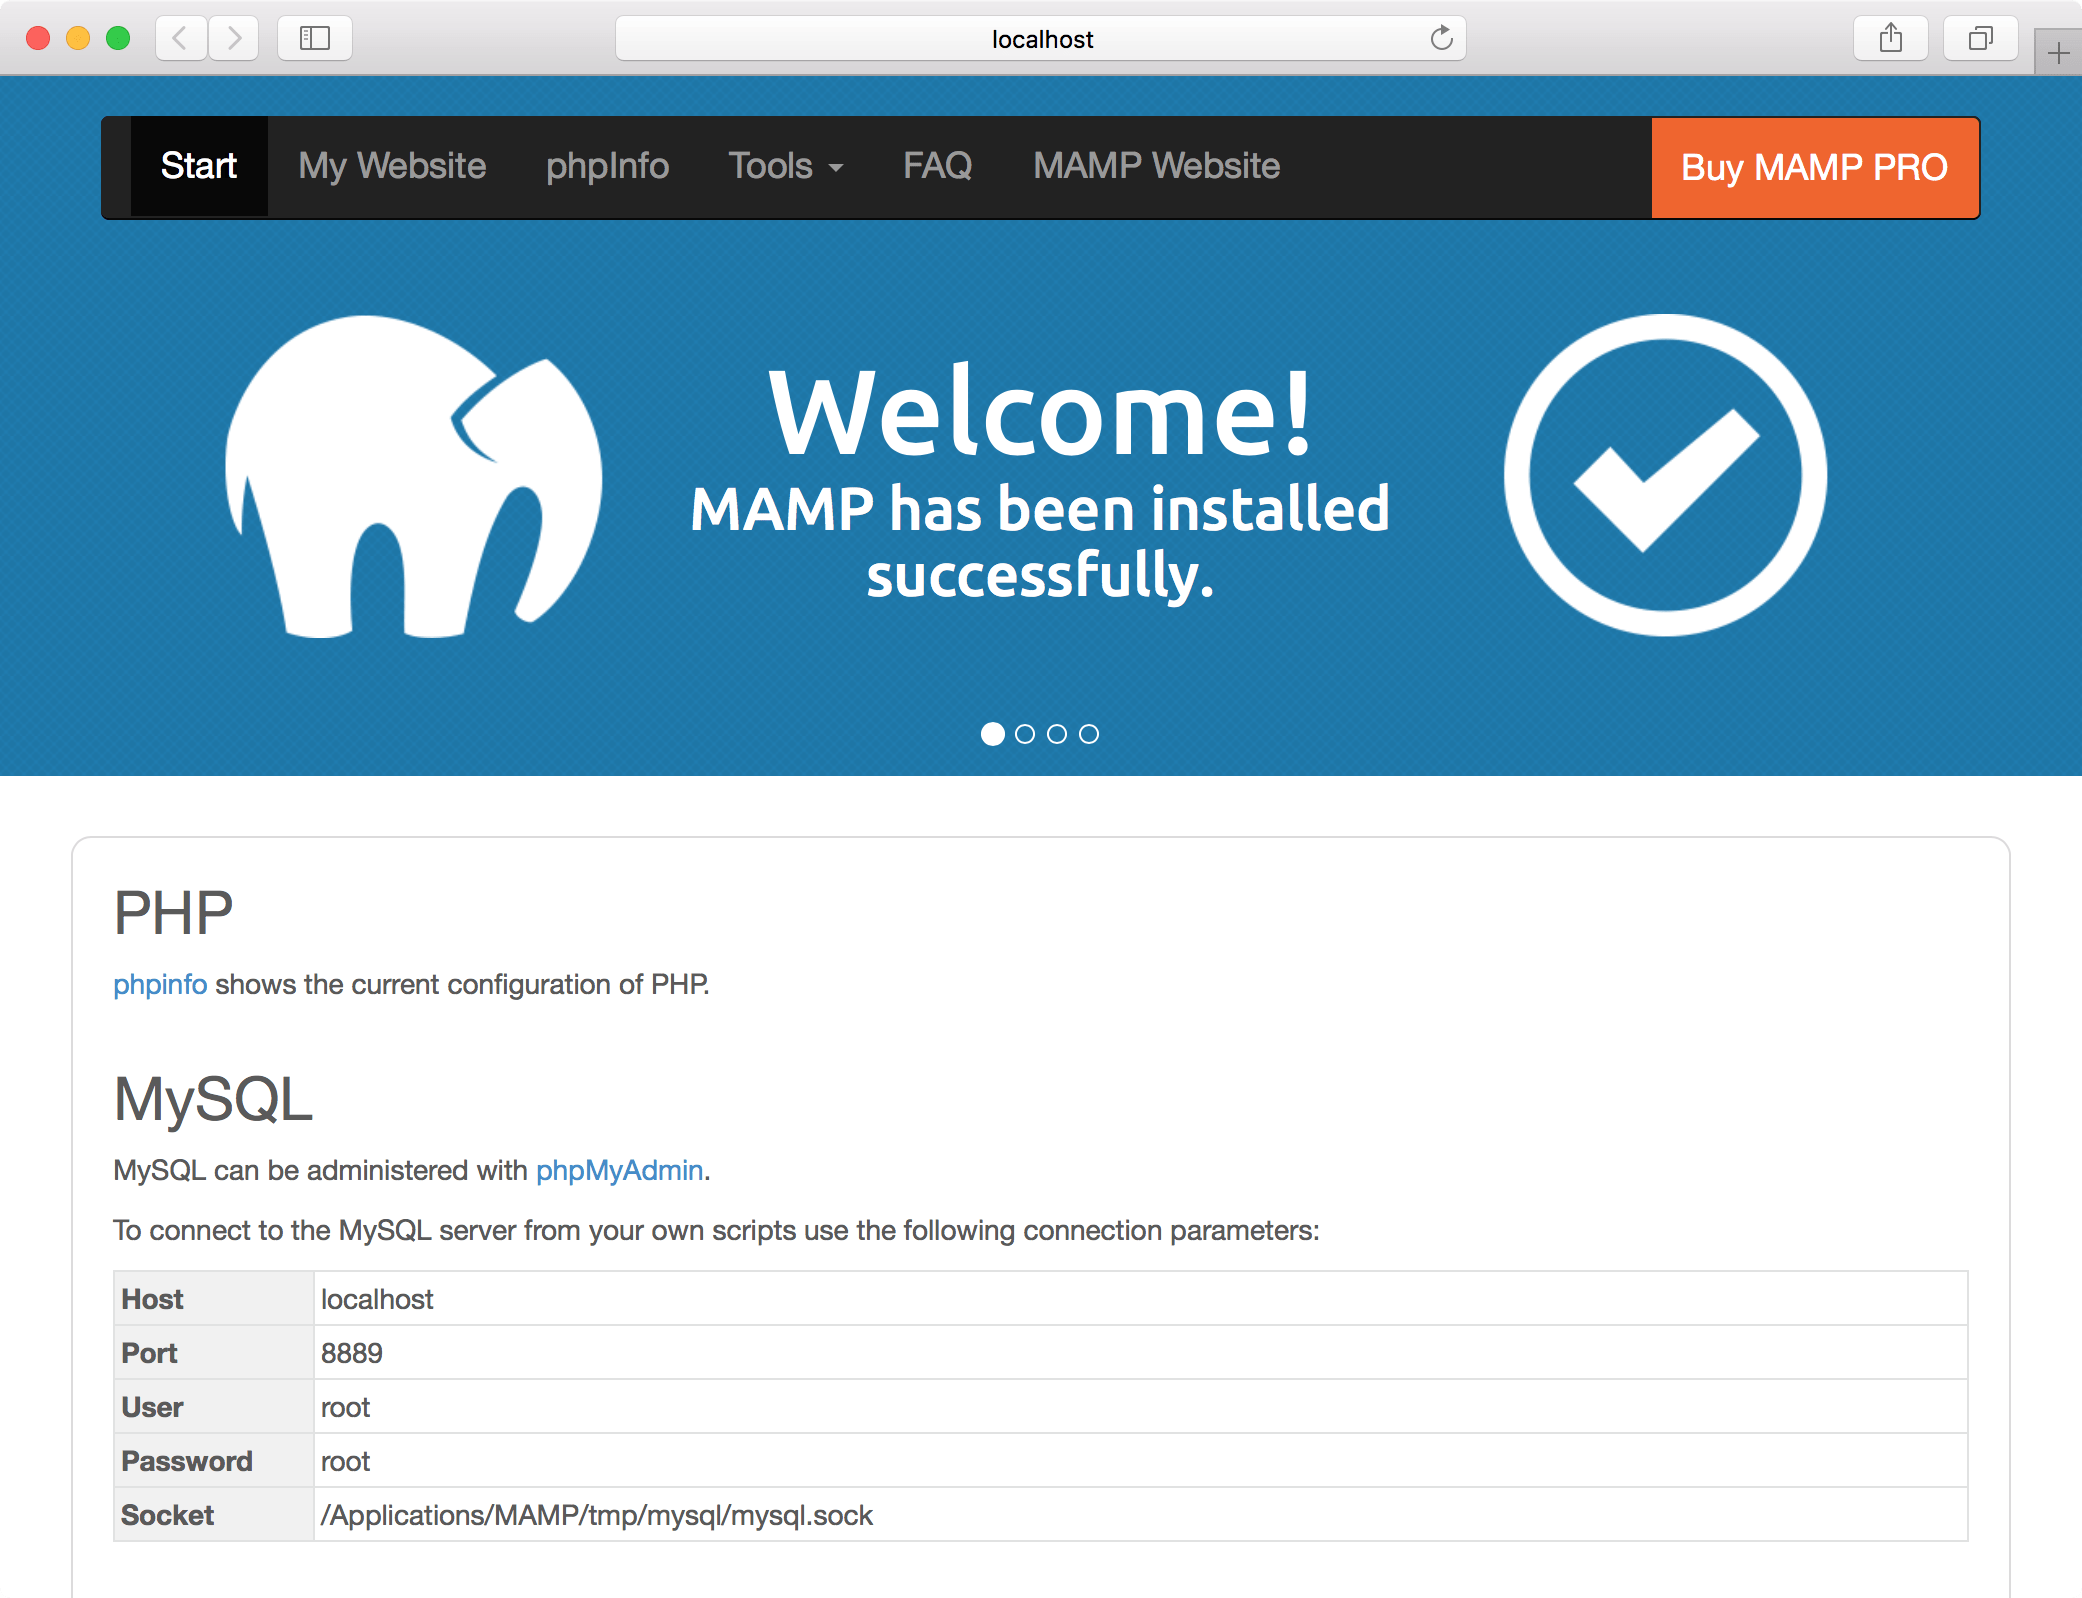 localhost
Start My Website phpInfo Tools FAQ MAMP Website Buy MAMP PRO
Welcome!
MAMP has been installed
successfully.
PHP
phpinfo shows the current configuration of PHP.
MySQL
MySQL can be administered with phpMyAdmin.
To connect to the MySQL server from your own scripts use the following connection parameters:
Host localhost
Port 8889
User root
Password root
Socket /Applications/MAMP/tmp/mysql/mysql.sock